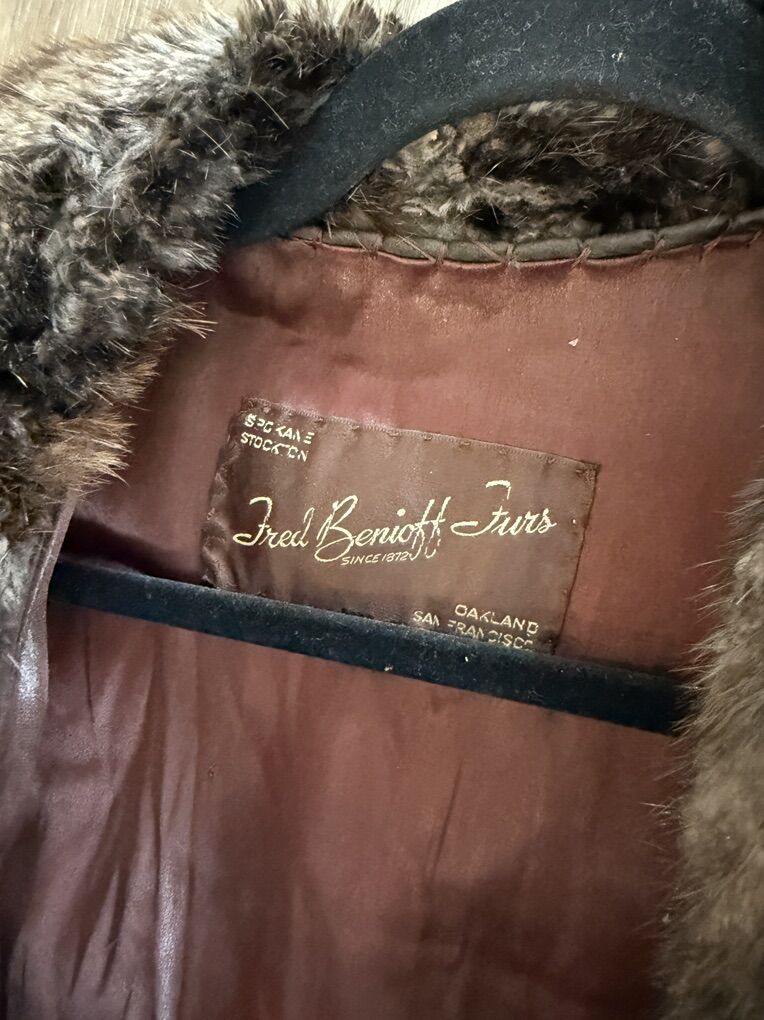 SPOKANE
STOCKTON
Fred Benioff Furs
SINCE 1872
OAKLAND
SAN FRANCISCO